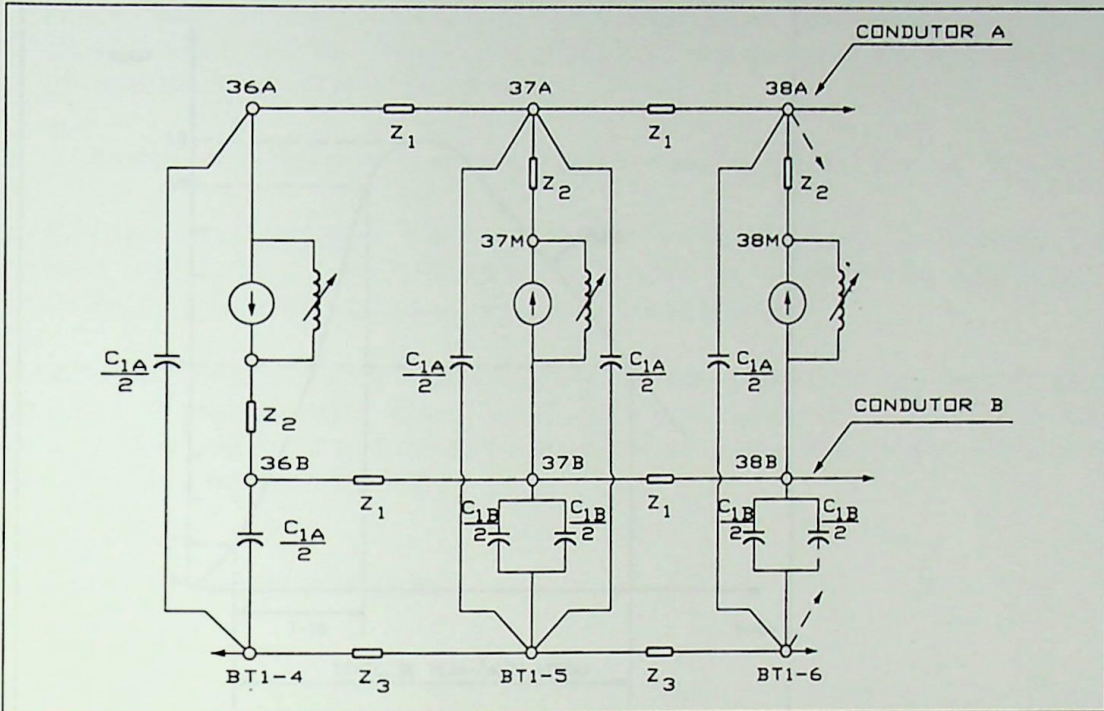 CONDUTOR A
36A
37A
38A
Z1
Z1
Z2
Z2
37M
38M
C1A/2
C1A/2
C1A/2
C1A/2
Z2
CONDUTOR B
36B
37B
38B
Z1
Z1
C1A/2
C1B/2
C1B/2
C1B/2
C1B/2
BT1-4
Z3
BT1-5
Z3
BT1-6